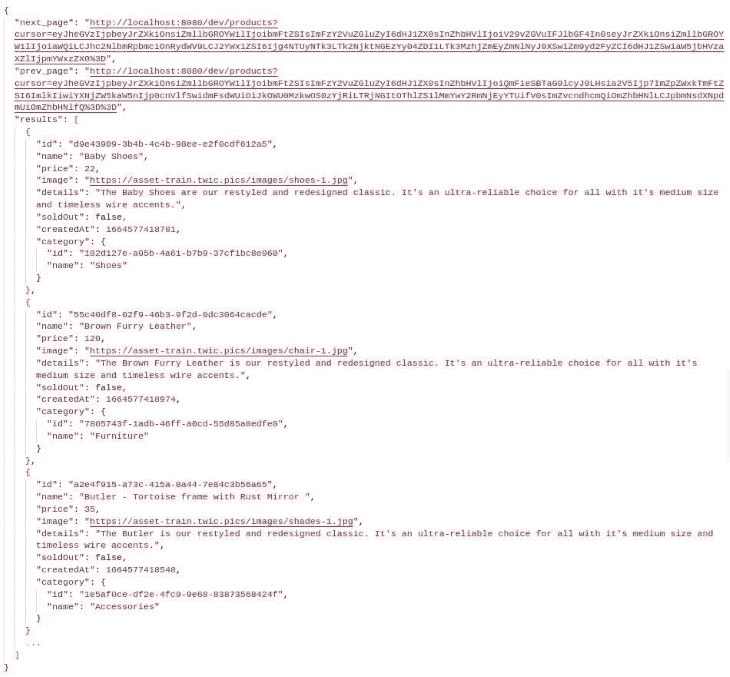 {
"next_page": "http://localhost:8080/dev/products?
"prev_page": "http://localhost:8080/dev/products?
"results": [
{
"id": "d9e43909-3b4b-4c4b-98ee-e2f0cdf612a5",
"name": "Baby Shoes",
"price": 22,
"image": "https://asset-train.twic.pics/images/shoes-1.jpg",
"details": "The Baby Shoes are our restyled and redesigned classic. It's an ultra-reliable choice for all with it's medium size
and timeless wire accents.",
"soldOut": false,
"createdAt": 1664577418781,
"category": {
"id": "182d127e-a05b-4a61-b7b9-37cf1bc0e960",
"name": "Shoes"
}
},
{
"id": "55c40df8-02f9-46b3-9f2d-0dc3064cacde",
"name": "Brown Furry Leather",
"price": 120,
"image": "https://asset-train.twic.pics/images/chair-1.jpg",
"details": "The Brown Furry Leather is our restyled and redesigned classic. It's an ultra-reliable choice for all with it's
medium size and timeless wire accents.",
"soldOut": false,
"createdAt": 1664577418974,
"category": {
"id": "7805743f-1adb-46ff-a0cd-55d85a0edfe0",
"name": "Furniture"
}
},
{
"id": "a2e4f915-a73c-415a-8a44-7e84c3b56a65",
"name": "Butler - Tortoise frame with Rust Mirror ",
"price": 35,
"image": "https://asset-train.twic.pics/images/shades-1.jpg",
"details": "The Butler is our restyled and redesigned classic. It's an ultra-reliable choice for all with it's medium size and
timeless wire accents.",
"soldOut": false,
"createdAt": 1664577418548,
"category": {
"id": "1e5af0ce-df2e-4fc9-9e68-83873568424f",
"name": "Accessories"
}
}
...
]
}